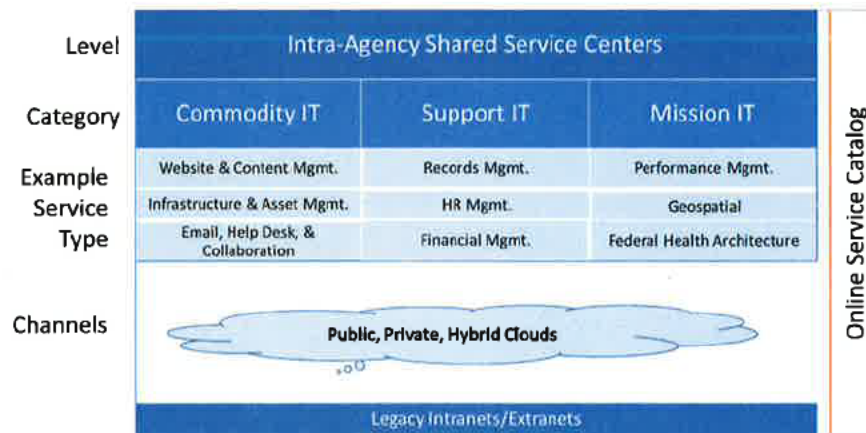 Level
Intra-Agency Shared Service Centers
Category
Commodity IT
Support IT
Mission IT
Example
Service
Type
Website & Content Mgmt.
Records Mgmt.
Performance Mgmt.
Infrastructure & Asset Mgmt.
HR Mgmt.
Geospatial
Email, Help Desk, &
Collaboration
Financial Mgmt.
Federal Health Architecture
Channels
Public, Private, Hybrid Clouds
Legacy Intranets/Extranets
Online Service Catalog